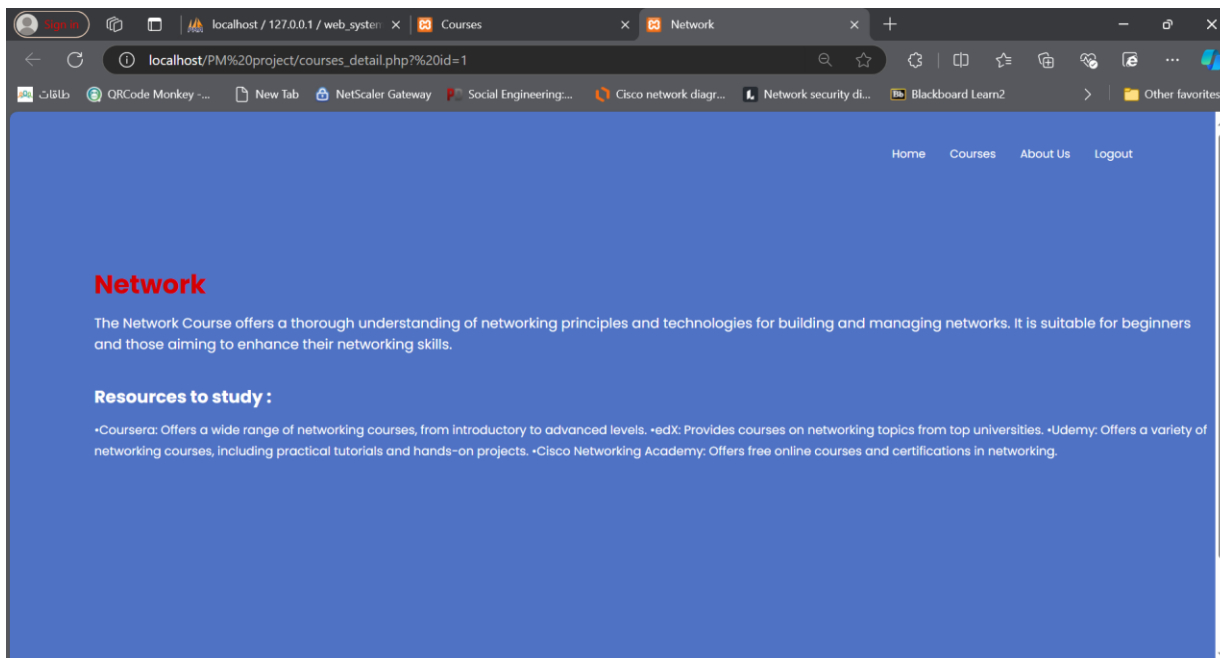 Sign in
localhost / 127.0.0.1 / web_system
Courses
Network
localhost/PM%20project/courses_detail.php?%20id=1
طاقات
QRCode Monkey -...
New Tab
NetScaler Gateway
Social Engineering:...
Cisco network diagr...
Network security di...
Blackboard Learn2
Other favorites
Home Courses About Us Logout
Network
The Network Course offers a thorough understanding of networking principles and technologies for building and managing networks. It is suitable for beginners
and those aiming to enhance their networking skills.
Resources to study :
•Coursera: Offers a wide range of networking courses, from introductory to advanced levels. •edX: Provides courses on networking topics from top universities. •Udemy: Offers a variety of
networking courses, including practical tutorials and hands-on projects. •Cisco Networking Academy: Offers free online courses and certifications in networking.